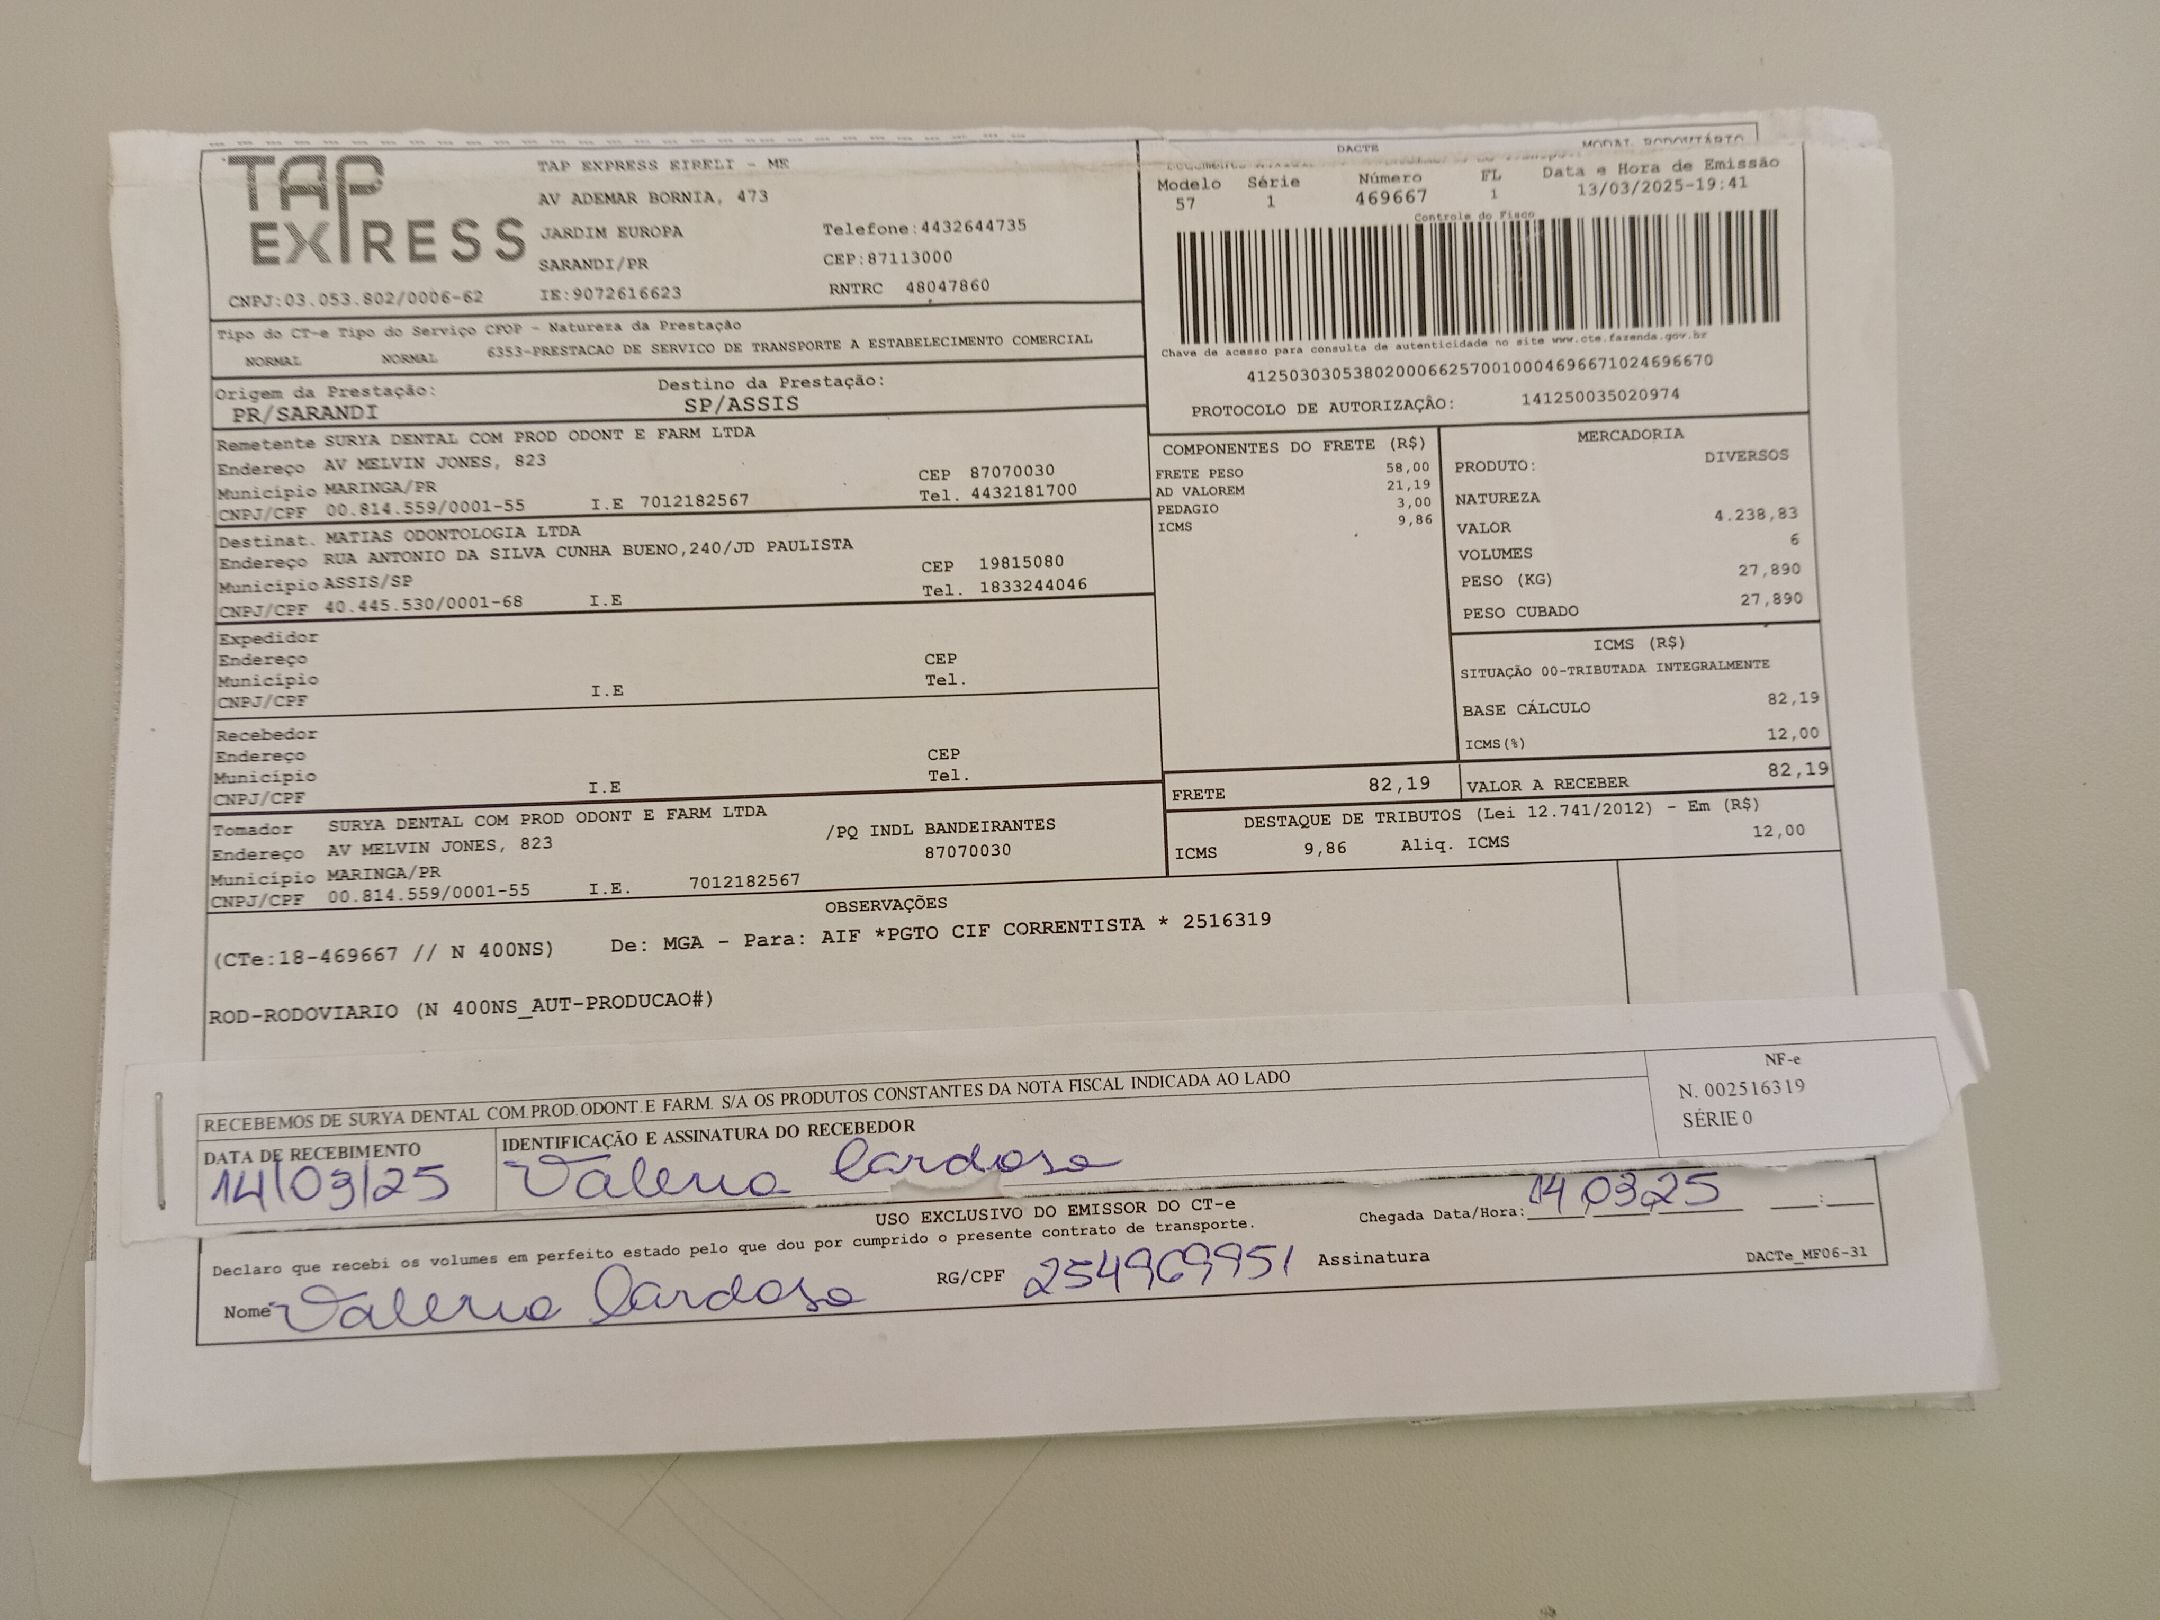 TAP
EXPRESS
TAP EXPRESS EIRELI - ME
AV ADEMAR BORNIA, 473
JARDIM EUROPA
Telefone:4432644735
SARANDI/PR
CEP:87113000
CNPJ:03.053.802/0006-62
IE:9072616623
RNTRC 48047860
DACTE
MODAL RODOVIÁRIO
Modelo Série Número FL Data e Hora de Emissão
57 1 469667 1 13/03/2025-19:41
Controle do Fisco
Chave de acesso para consulta de autenticidade no site www.cte.fazenda.gov.br
41250303053802000662570010004696671024696670
PROTOCOLO DE AUTORIZAÇÃO: 141250035020974
Tipo do CT-e Tipo do Serviço CFOP - Natureza da Prestação
NORMAL NORMAL 6353-PRESTACAO DE SERVICO DE TRANSPORTE A ESTABELECIMENTO COMERCIAL
Origem da Prestação: Destino da Prestação:
PR/SARANDI SP/ASSIS
Remetente SURYA DENTAL COM PROD ODONT E FARM LTDA
Endereço AV MELVIN JONES, 823 CEP 87070030
Município MARINGA/PR Tel. 4432181700
CNPJ/CPF 00.814.559/0001-55 I.E 7012182567
Destinat. MATIAS ODONTOLOGIA LTDA
Endereço RUA ANTONIO DA SILVA CUNHA BUENO,240/JD PAULISTA
CEP 19815080
Município ASSIS/SP Tel. 1833244046
CNPJ/CPF 40.445.530/0001-68 I.E
Expedidor
Endereço CEP
Município Tel.
CNPJ/CPF I.E
Recebedor
Endereço CEP
Município Tel.
CNPJ/CPF I.E
Tomador SURYA DENTAL COM PROD ODONT E FARM LTDA
Endereço AV MELVIN JONES, 823 /PQ INDL BANDEIRANTES
Município MARINGA/PR 87070030
CNPJ/CPF 00.814.559/0001-55 I.E. 7012182567
COMPONENTES DO FRETE (R$)
FRETE PESO 58,00
AD VALOREM 21,19
PEDAGIO 3,00
ICMS 9,86
MERCADORIA
PRODUTO: DIVERSOS
NATUREZA
VALOR 4.238,83
VOLUMES 6
PESO (KG) 27,890
PESO CUBADO 27,890
ICMS (R$)
SITUAÇÃO 00-TRIBUTADA INTEGRALMENTE
BASE CÁLCULO 82,19
ICMS(%) 12,00
FRETE 82,19 VALOR A RECEBER 82,19
DESTAQUE DE TRIBUTOS (Lei 12.741/2012) - Em (R$)
ICMS 9,86 Aliq. ICMS 12,00
OBSERVAÇÕES
(CTe:18-469667 // N 400NS) De: MGA - Para: AIF *PGTO CIF CORRENTISTA * 2516319
ROD-RODOVIARIO (N 400NS_AUT-PRODUCAO#)
RECEBEMOS DE SURYA DENTAL COM.PROD.ODONT.E FARM. S/A OS PRODUTOS CONSTANTES DA NOTA FISCAL INDICADA AO LADO
NF-e
N. 002516319
SÉRIE 0
DATA DE RECEBIMENTO IDENTIFICAÇÃO E ASSINATURA DO RECEBEDOR
14/03/25 Valeria Cardoso
USO EXCLUSIVO DO EMISSOR DO CT-e
Chegada Data/Hora: 14 03 25 :
Declaro que recebi os volumes em perfeito estado pelo que dou por cumprido o presente contrato de transporte.
Nome Valeria Cardoso RG/CPF 254969951 Assinatura
DACTe_MF06-31